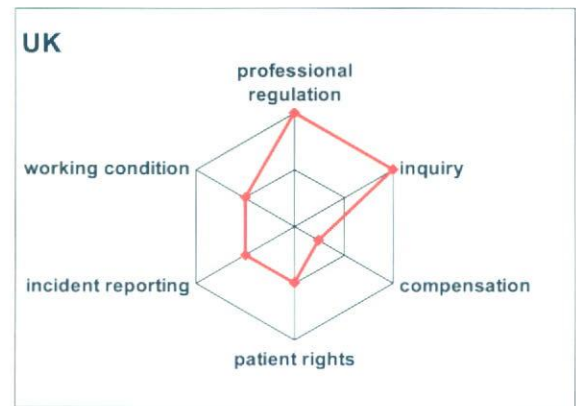 UK
professional
regulation
working condition
inquiry
incident reporting
compensation
patient rights